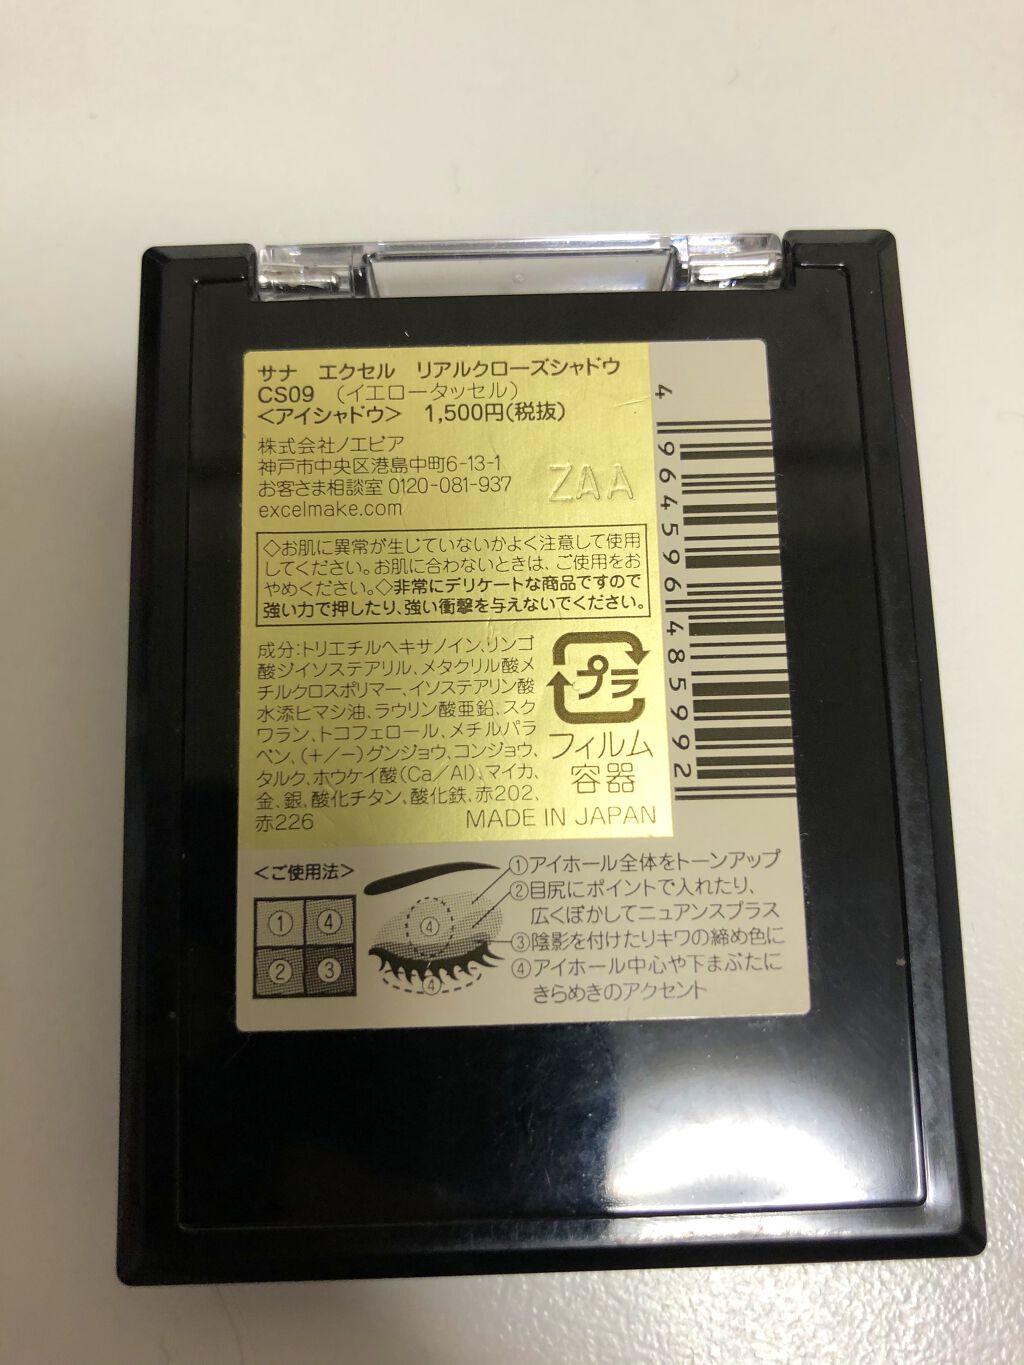 サナ エクセル リアルクローズシャドウ
CS09 （イエロータッセル）
<アイシャドウ> 1,500円(税抜)
株式会社ノエビア
神戸市中央区港島中町6-13-1
お客さま相談室 0120-081-937
excelmake.com
ZAA
◇お肌に異常が生じていないかよく注意して使用
してください。お肌に合わないときは、ご使用をお
やめください。◇非常にデリケートな商品ですので
強い力で押したり、強い衝撃を与えないでください。
成分:トリエチルヘキサノイン、リンゴ
酸ジイソステアリル、メタクリル酸メ
チルクロスポリマー、イソステアリン酸
水添ヒマシ油、ラウリン酸亜鉛、スク
ワラン、トコフェロール、メチルパラ
ベン、(+/−)グンジョウ、コンジョウ、
タルク、ホウケイ酸(Ca/Al)、マイカ、
金、銀、酸化チタン、酸化鉄、赤202、
赤226
プラ
フィルム
容器
MADE IN JAPAN
4 964596 485992
<ご使用法>
① ④
② ③
④
④
①アイホール全体をトーンアップ
②目尻にポイントで入れたり、
広くぼかしてニュアンスプラス
③陰影を付けたりキワの締め色に
④アイホール中心や下まぶたに
きらめきのアクセント